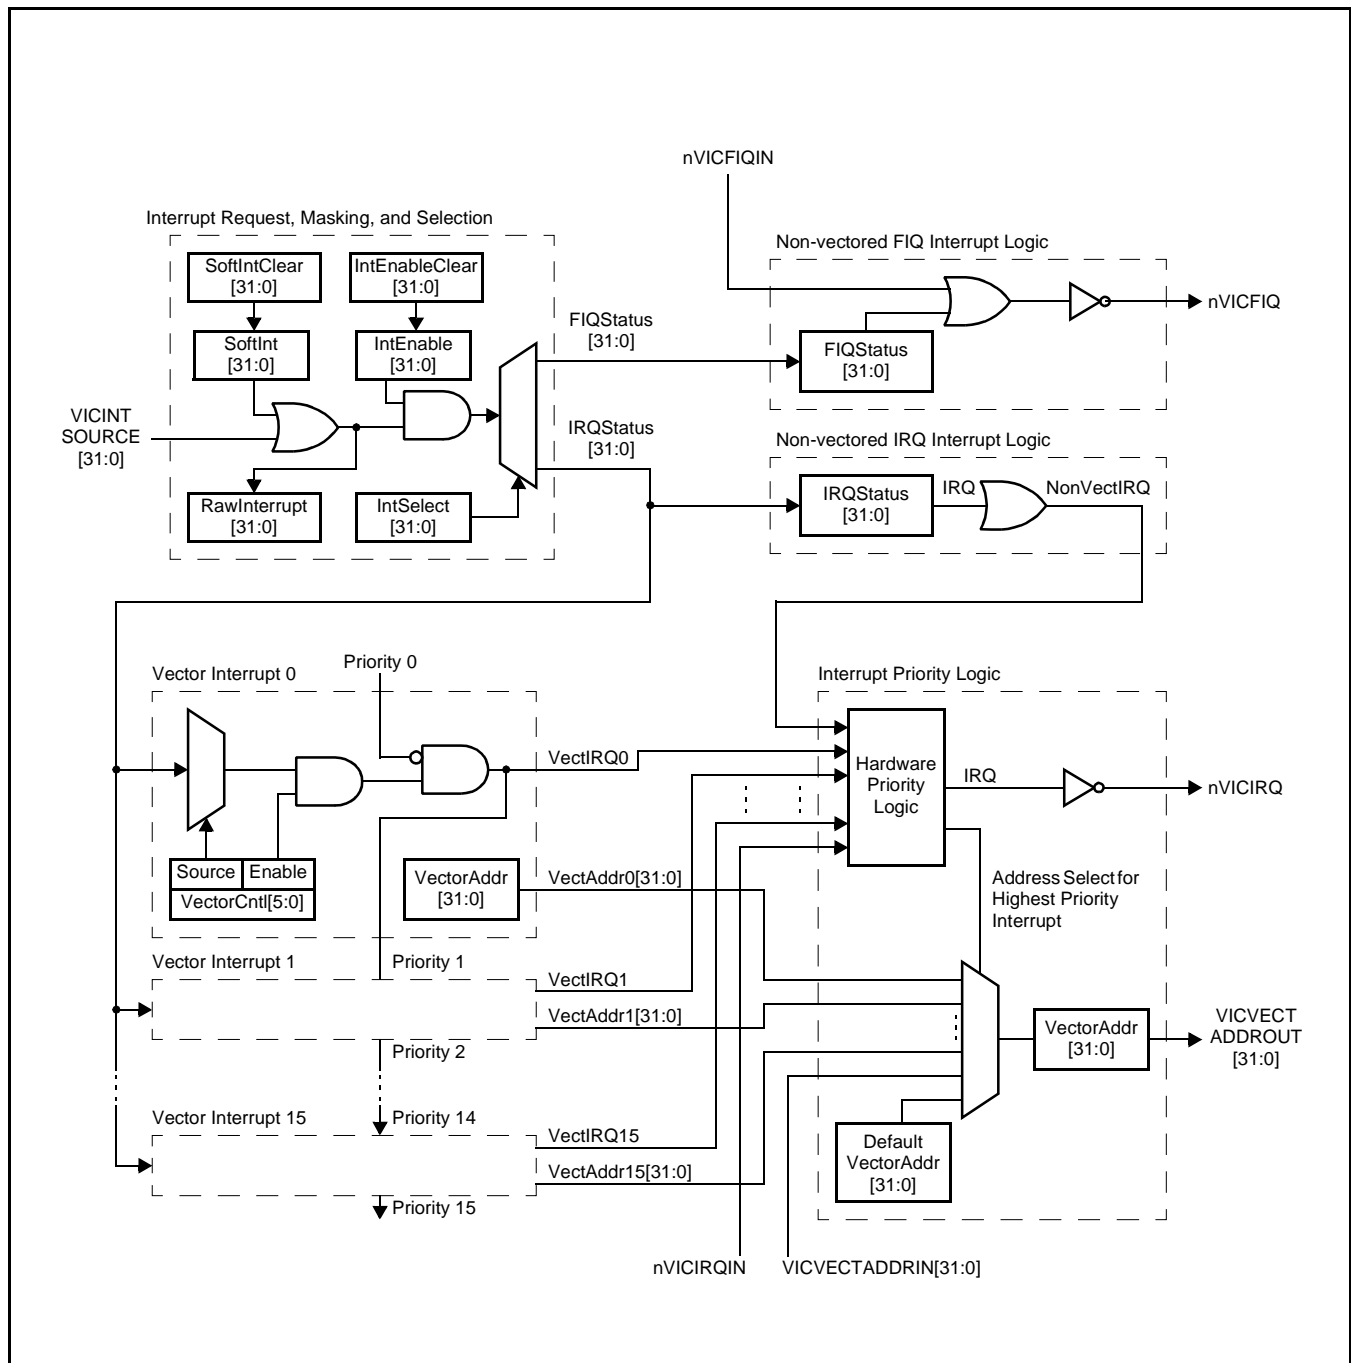 nVICFIQIN
Interrupt Request, Masking, and Selection
SoftIntClear
[31:0]
IntEnableClear
[31:0]
SoftInt
[31:0]
IntEnable
[31:0]
VICINT
SOURCE
[31:0]
RawInterrupt
[31:0]
IntSelect
[31:0]
FIQStatus
[31:0]
IRQStatus
[31:0]
Non-vectored FIQ Interrupt Logic
FIQStatus
[31:0]
nVICFIQ
Non-vectored IRQ Interrupt Logic
IRQStatus
[31:0]
IRQ
NonVectIRQ
Vector Interrupt 0
Priority 0
Source
Enable
VectorCntl[5:0]
VectorAddr
[31:0]
VectIRQ0
VectAddr0[31:0]
Vector Interrupt 1
Priority 1
VectIRQ1
VectAddr1[31:0]
Priority 2
Vector Interrupt 15
Priority 14
VectIRQ15
VectAddr15[31:0]
Priority 15
Interrupt Priority Logic
Hardware
Priority
Logic
IRQ
nVICIRQ
Address Select for
Highest Priority
Interrupt
VectorAddr
[31:0]
VICVECT
ADDROUT
[31:0]
Default
VectorAddr
[31:0]
nVICIRQIN
VICVECTADDRIN[31:0]